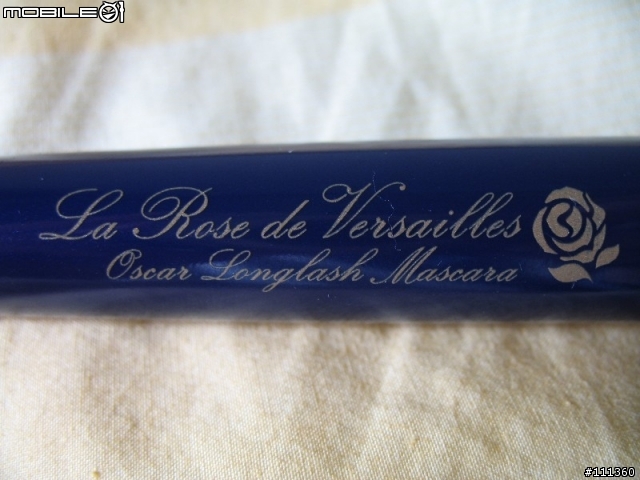 MOBILE01
La Rose de Versailles
Oscar Longlash Mascara
#111360